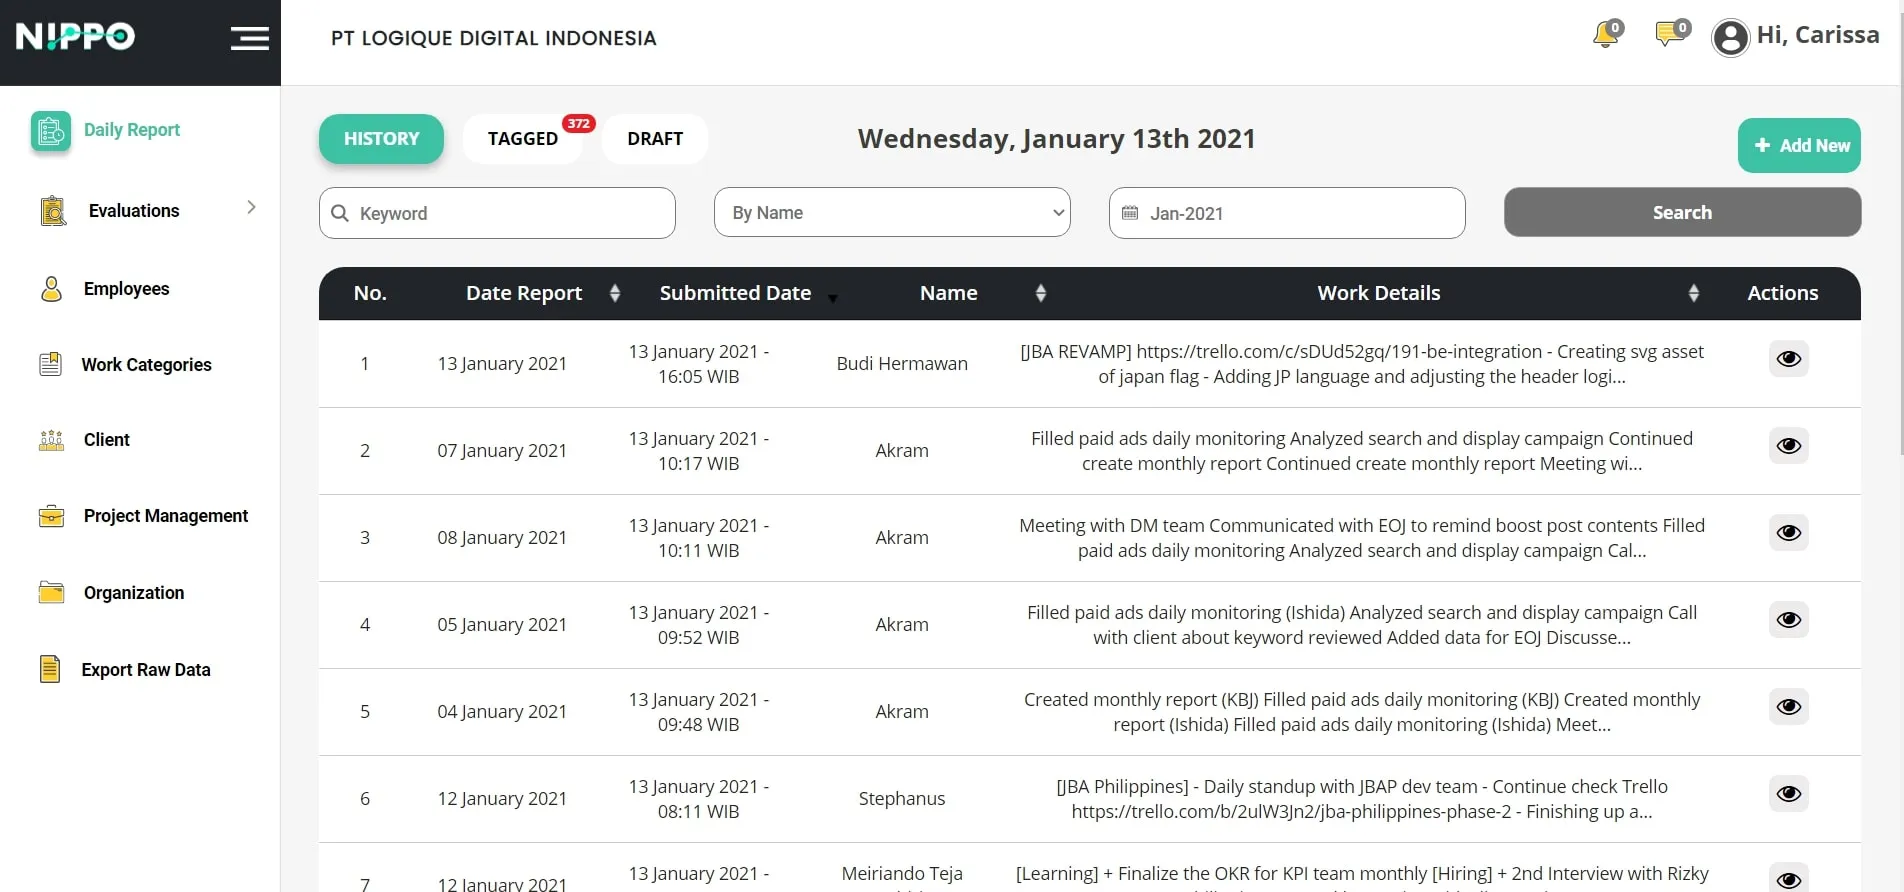 NIPPO
PT LOGIQUE DIGITAL INDONESIA
0
0
Hi, Carissa
Daily Report
Evaluations
Employees
Work Categories
Client
Project Management
Organization
Export Raw Data
HISTORY
TAGGED
372
DRAFT
Wednesday, January 13th 2021
+ Add New
Keyword
By Name
Jan-2021
Search
No. Date Report Submitted Date Name Work Details Actions
1 13 January 2021 13 January 2021 - Budi Hermawan [JBA REVAMP] https://trello.com/c/sDUd52gq/191-be-integration - Creating svg asset
16:05 WIB of japan flag - Adding JP language and adjusting the header logi...
2 07 January 2021 13 January 2021 - Akram Filled paid ads daily monitoring Analyzed search and display campaign Continued
10:17 WIB create monthly report Continued create monthly report Meeting wi...
3 08 January 2021 13 January 2021 - Akram Meeting with DM team Communicated with EOJ to remind boost post contents Filled
10:11 WIB paid ads daily monitoring Analyzed search and display campaign Cal...
4 05 January 2021 13 January 2021 - Akram Filled paid ads daily monitoring (Ishida) Analyzed search and display campaign Call
09:52 WIB with client about keyword reviewed Added data for EOJ Discusse...
5 04 January 2021 13 January 2021 - Akram Created monthly report (KBJ) Filled paid ads daily monitoring (KBJ) Created monthly
09:48 WIB report (Ishida) Filled paid ads daily monitoring (Ishida) Meet...
6 12 January 2021 13 January 2021 - Stephanus [JBA Philippines] - Daily standup with JBAP dev team - Continue check Trello
08:11 WIB https://trello.com/b/2ulW3Jn2/jba-philippines-phase-2 - Finishing up a...
7 12 January 2021 13 January 2021 - Meiriando Teja [Learning] + Finalize the OKR for KPI team monthly [Hiring] + 2nd Interview with Rizky